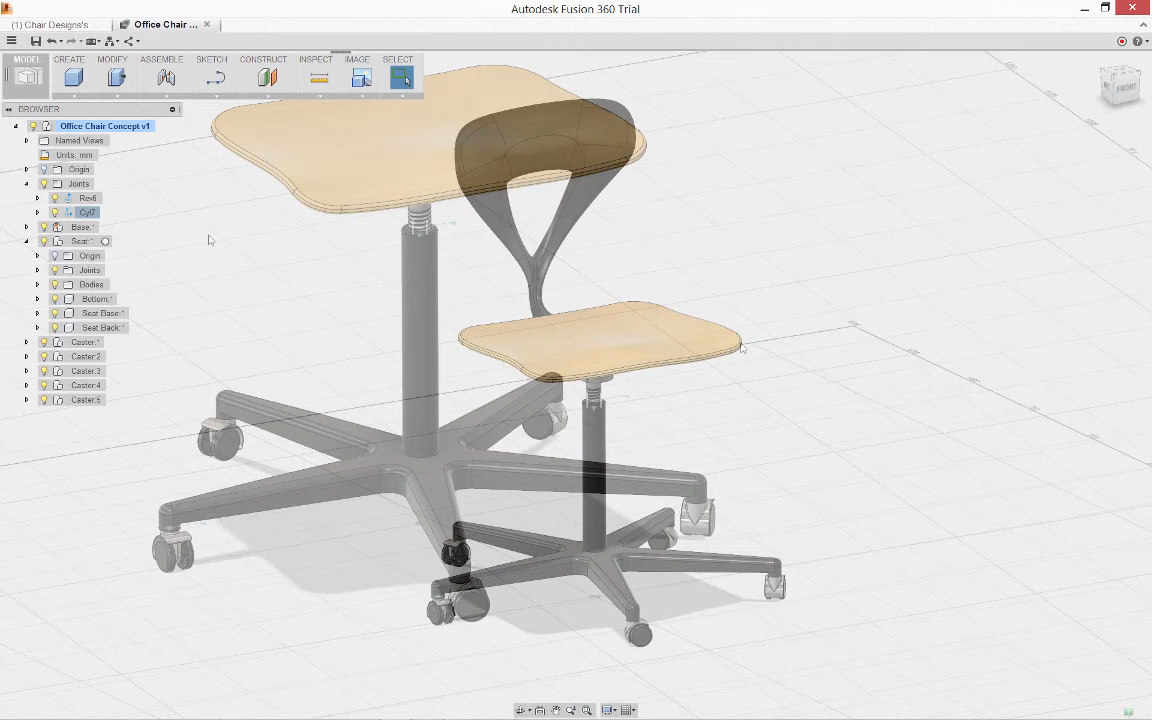 Autodesk Fusion 360 Trial
(1) Chair Designs's
Office Chair ...
MODEL
CREATE
MODIFY
ASSEMBLE
SKETCH
CONSTRUCT
INSPECT
IMAGE
SELECT
FRONT
BROWSER
Office Chair Concept v1
Named Views
Units: mm
Origin
Joints
Rev6
Cyl7
Base:1
Seat:1
Origin
Joints
Bodies
Bottom:1
Seat Base:1
Seat Back:1
Caster:1
Caster:2
Caster:3
Caster:4
Caster:5